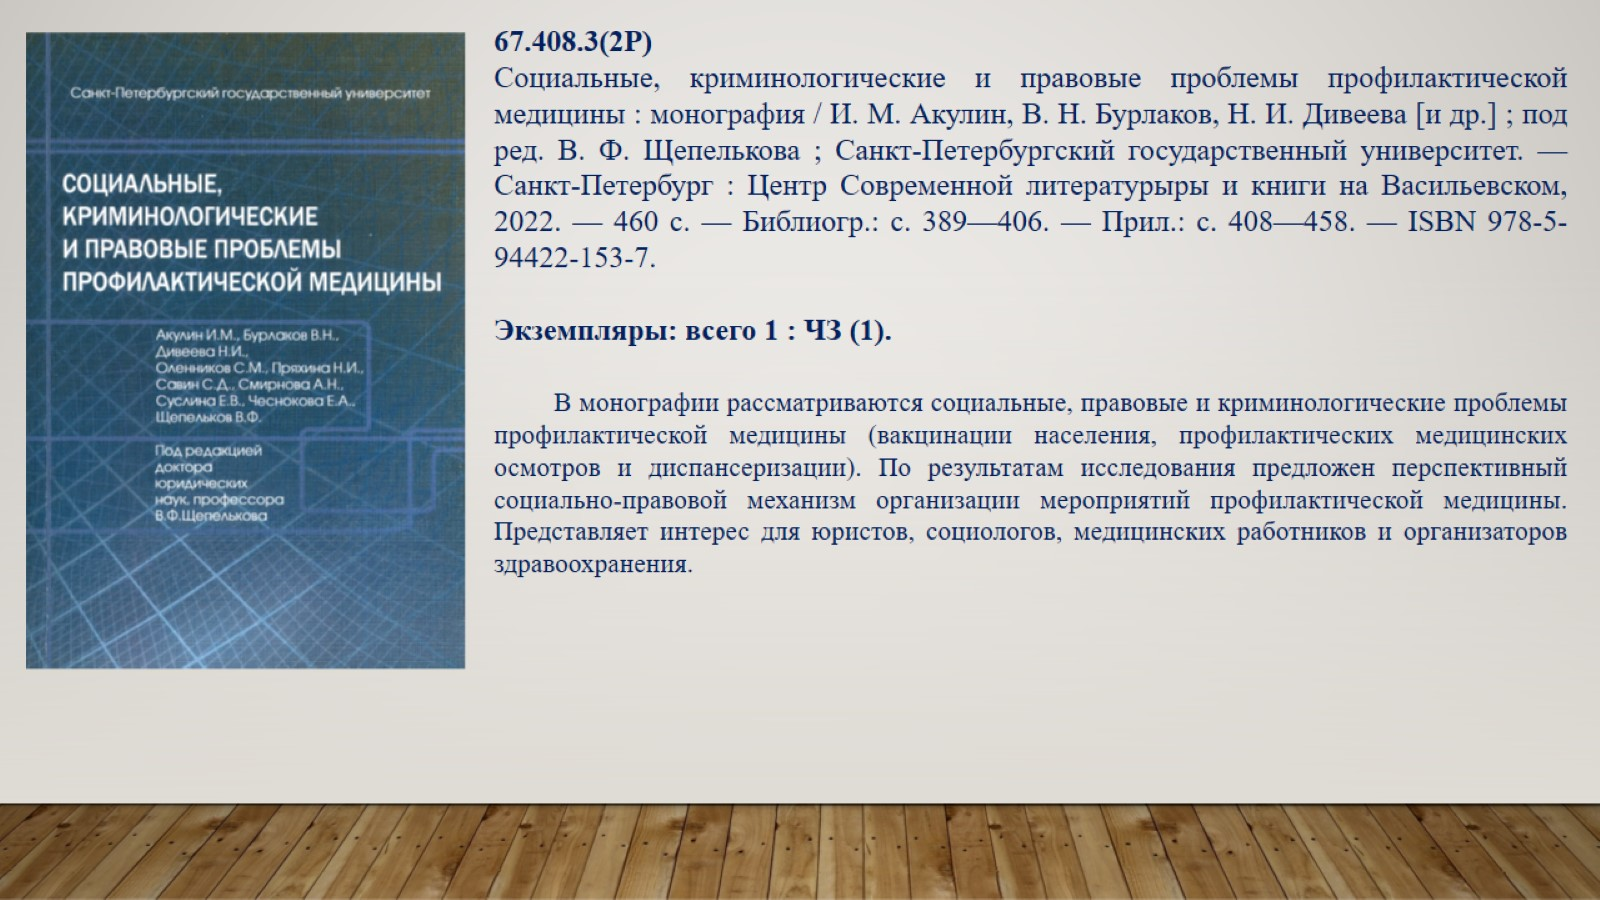 Санкт-Петербургский государственный университет
СОЦИАЛЬНЫЕ,
КРИМИНОЛОГИЧЕСКИЕ
И ПРАВОВЫЕ ПРОБЛЕМЫ
ПРОФИЛАКТИЧЕСКОЙ МЕДИЦИНЫ
Акулин И.М., Бурлаков В.Н.,
Дивеева Н.И.,
Оленников С.М., Пряхина Н.И.,
Савин С.Д., Смирнова А.Н.,
Суслина Е.В., Чеснокова Е.А.,
Щепельков В.Ф.
Под редакцией
доктора
юридических
наук, профессора
В.Ф.Щепелькова
67.408.3(2Р)
Социальные, криминологические и правовые проблемы профилактической
медицины : монография / И. М. Акулин, В. Н. Бурлаков, Н. И. Дивеева [и др.] ; под
ред. В. Ф. Щепелькова ; Санкт-Петербургский государственный университет. —
Санкт-Петербург : Центр Современной литературыры и книги на Васильевском,
2022. — 460 с. — Библиогр.: с. 389—406. — Прил.: с. 408—458. — ISBN 978-5-
94422-153-7.
Экземпляры: всего 1 : ЧЗ (1).
В монографии рассматриваются социальные, правовые и криминологические проблемы
профилактической медицины (вакцинации населения, профилактических медицинских
осмотров и диспансеризации). По результатам исследования предложен перспективный
социально-правовой механизм организации мероприятий профилактической медицины.
Представляет интерес для юристов, социологов, медицинских работников и организаторов
здравоохранения.